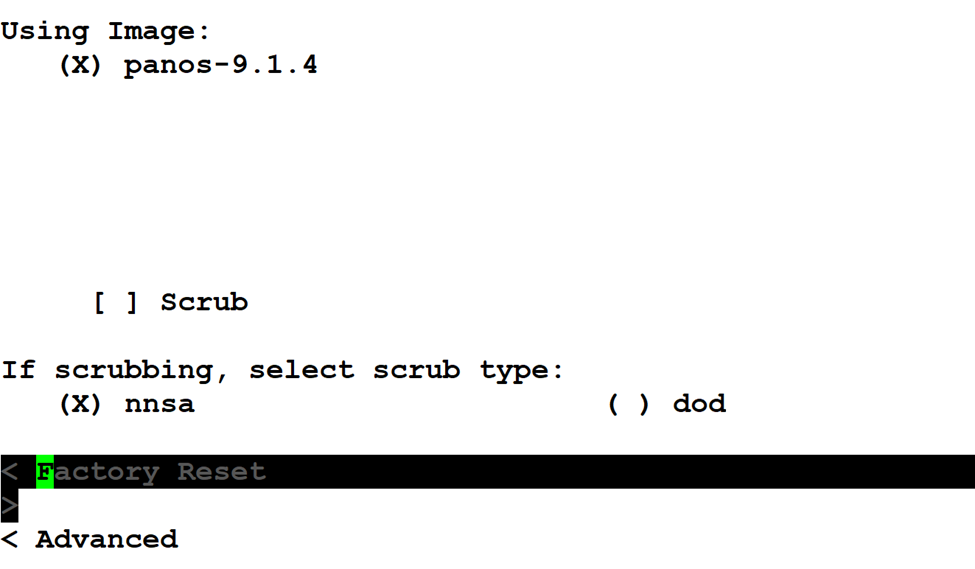 Using Image:
(X) panos-9.1.4
[ ] Scrub
If scrubbing, select scrub type:
(X) nnsa ( ) dod
< Factory Reset
>
< Advanced